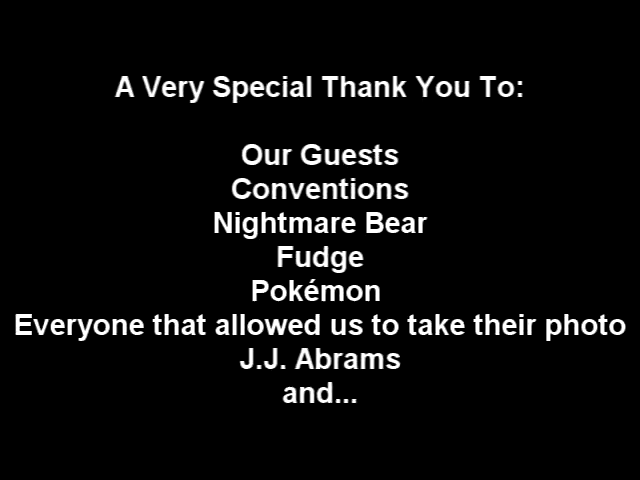 A Very Special Thank You To:
Our Guests
Conventions
Nightmare Bear
Fudge
Pokémon
Everyone that allowed us to take their photo
J.J. Abrams
and...